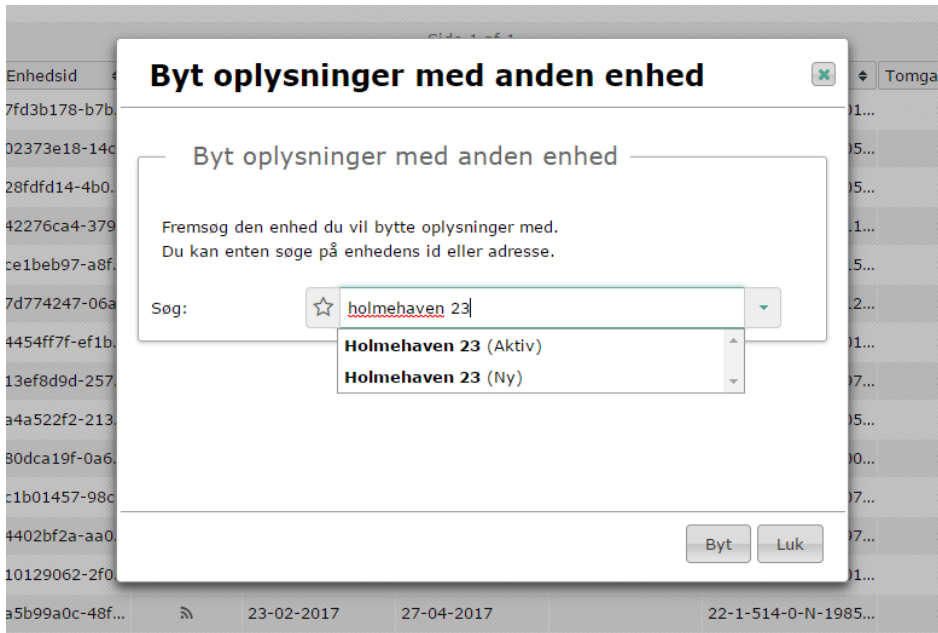 Side 1 of 1
Enhedsid
Tomga
Byt oplysninger med anden enhed
Byt oplysninger med anden enhed
Fremsøg den enhed du vil bytte oplysninger med.
Du kan enten søge på enhedens id eller adresse.
Søg:
holmehaven 23
Holmehaven 23 (Aktiv)
Holmehaven 23 (Ny)
Byt
Luk
7fd3b178-b7b.
02373e18-14c
28fdfd14-4b0.
42276ca4-379
ce1beb97-a8f.
7d774247-06a
4454ff7f-ef1b.
13ef8d9d-257.
a4a522f2-213.
80dca19f-0a6.
c1b01457-98c
4402bf2a-aa0.
10129062-2f0.
a5b99a0c-48f... 23-02-2017 27-04-2017 22-1-514-0-N-1985...